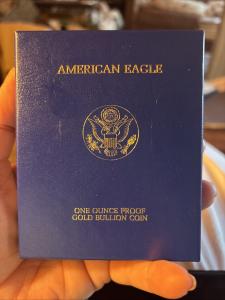 AMERICAN EAGLE
ONE OUNCE PROOF
GOLD BULLION COIN